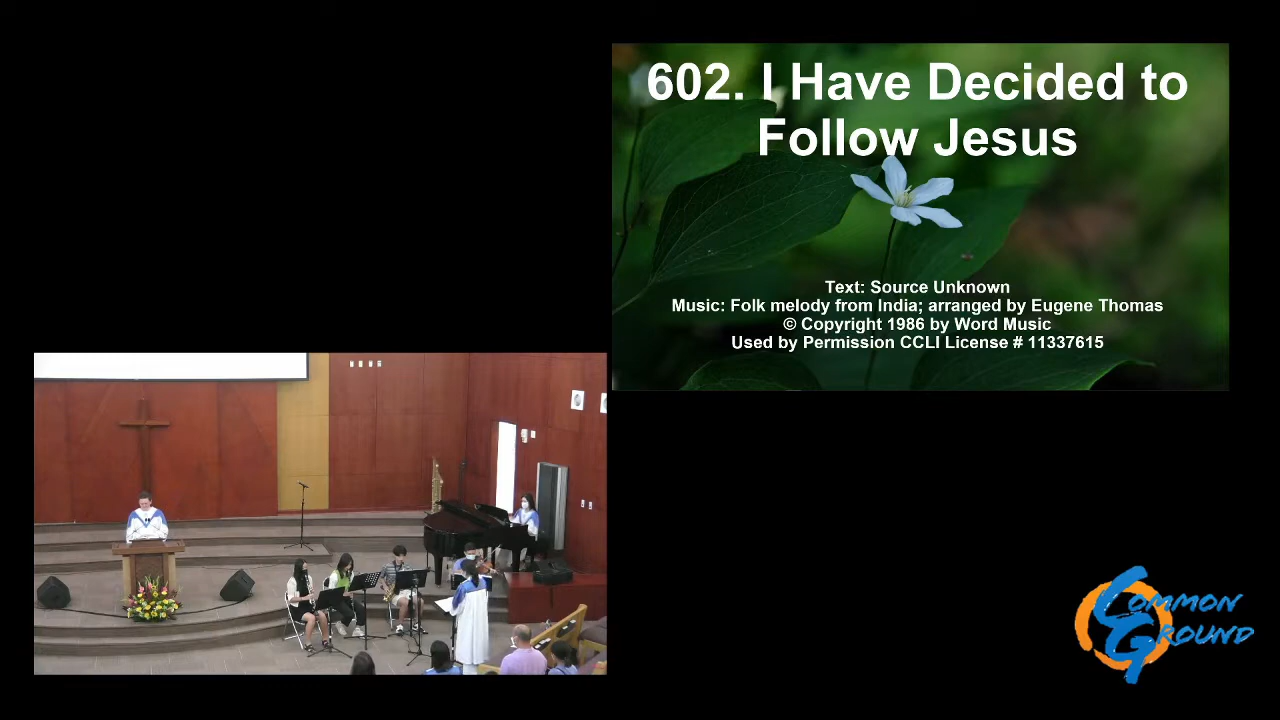 602. I Have Decided to
Follow Jesus
Text: Source Unknown
Music: Folk melody from India; arranged by Eugene Thomas
© Copyright 1986 by Word Music
Used by Permission CCLI License # 11337615
Common
Ground